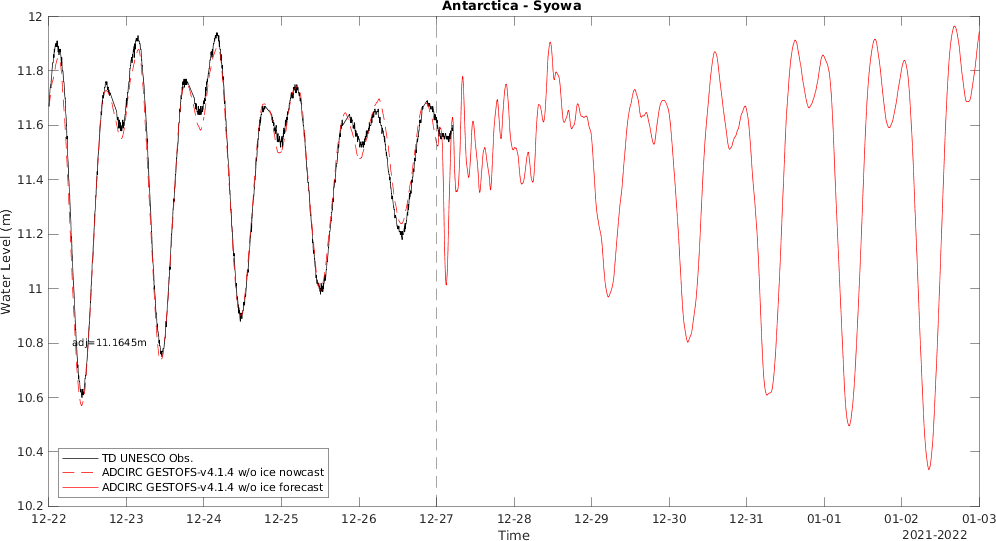 Antarctica - Syowa
12
11.8
11.6
11.4
11.2
11
10.8
10.6
10.4
10.2
Water Level (m)
adj=11.1645m
TD UNESCO Obs.
ADCIRC GESTOFS-v4.1.4 w/o ice nowcast
ADCIRC GESTOFS-v4.1.4 w/o ice forecast
12-22 12-23 12-24 12-25 12-26 12-27 12-28 12-29 12-30 12-31 01-01 01-02 01-03
Time
2021-2022